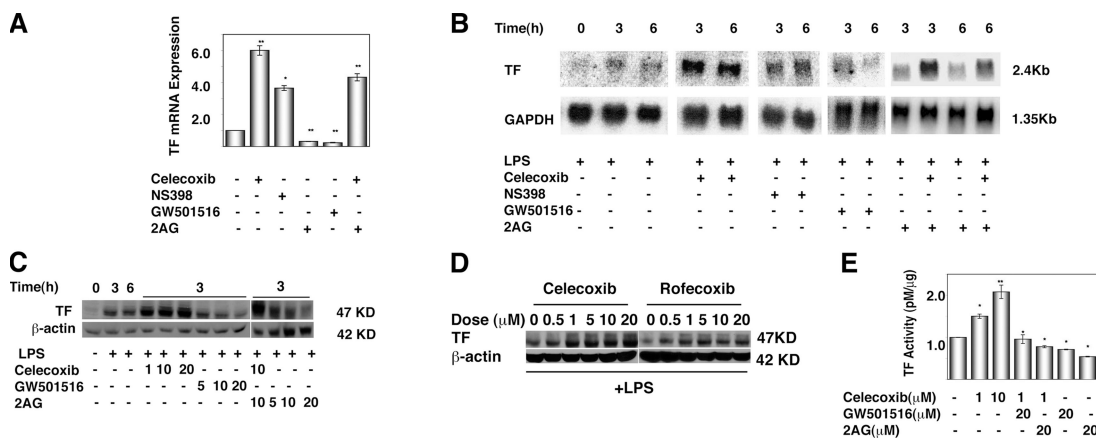 A
TF mRNA Expression
6.0
4.0
2.0
** * ** ** **
Celecoxib - + - - - +
NS398 - - + - - -
GW501516 - - - - + -
2AG - - - + - +
B
Time(h) 0 3 6 3 6 3 6 3 6 3 3 6 6
TF 2.4Kb
GAPDH 1.35Kb
LPS + + + + + + + + + + + + +
Celecoxib - - - + + - - - - - + - +
NS398 - - - - - + + - - - - - -
GW501516 - - - - - - - + + - - - -
2AG - - - - - - - - - + + + +
C
Time(h) 0 3 6 3 3
TF 47 KD
β-actin 42 KD
LPS - + + + + + + + + + + + +
Celecoxib - - - 1 10 20 - - - 10 - - -
GW501516 - - - - - - 5 10 20 - - - -
2AG - - - - - - - - - 10 5 10 20
D
Celecoxib Rofecoxib
Dose (μM) 0 0.5 1 5 10 20 0 0.5 1 5 10 20
TF 47KD
β-actin 42 KD
+LPS
E
TF Activity (pM/μg)
2.0
1.0
* ** * * * *
Celecoxib(μM) - 1 10 1 1 - -
GW501516(μM) - - - 20 - 20 -
2AG(μM) - - - - 20 - 20